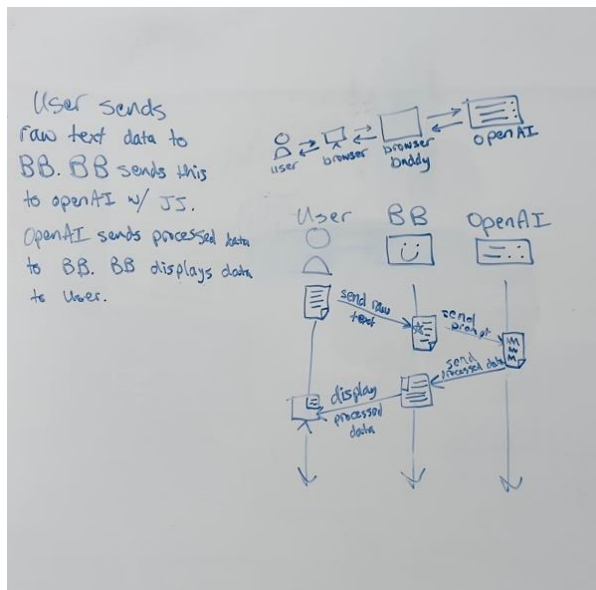 User sends
raw text data to
BB. BB sends this
to openAI w/ JS.
OpenAI sends processed data
to BB. BB displays data
to User.
user
browser
browser
buddy
openAI
User BB OpenAI
send raw
text
send
prompt
send
processed data
display
processed
data